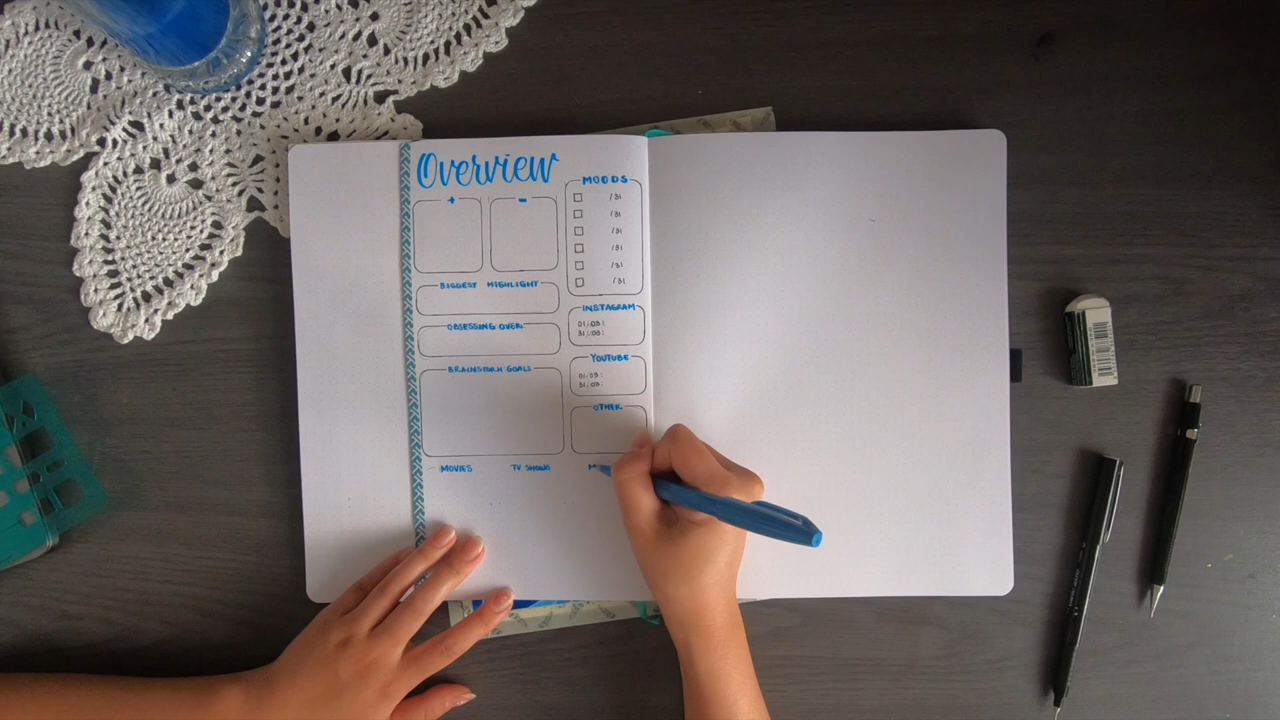 Overview
+ -
MOODS
/31
/31
/31
/31
/31
/31
BIGGEST HIGHLIGHT
OBSESSING OVER
BRAINSTORM GOALS
INSTAGRAM
01.03:
31.03:
YOUTUBE
01.03:
31.03:
OTHER
MOVIES TV SHOWS M